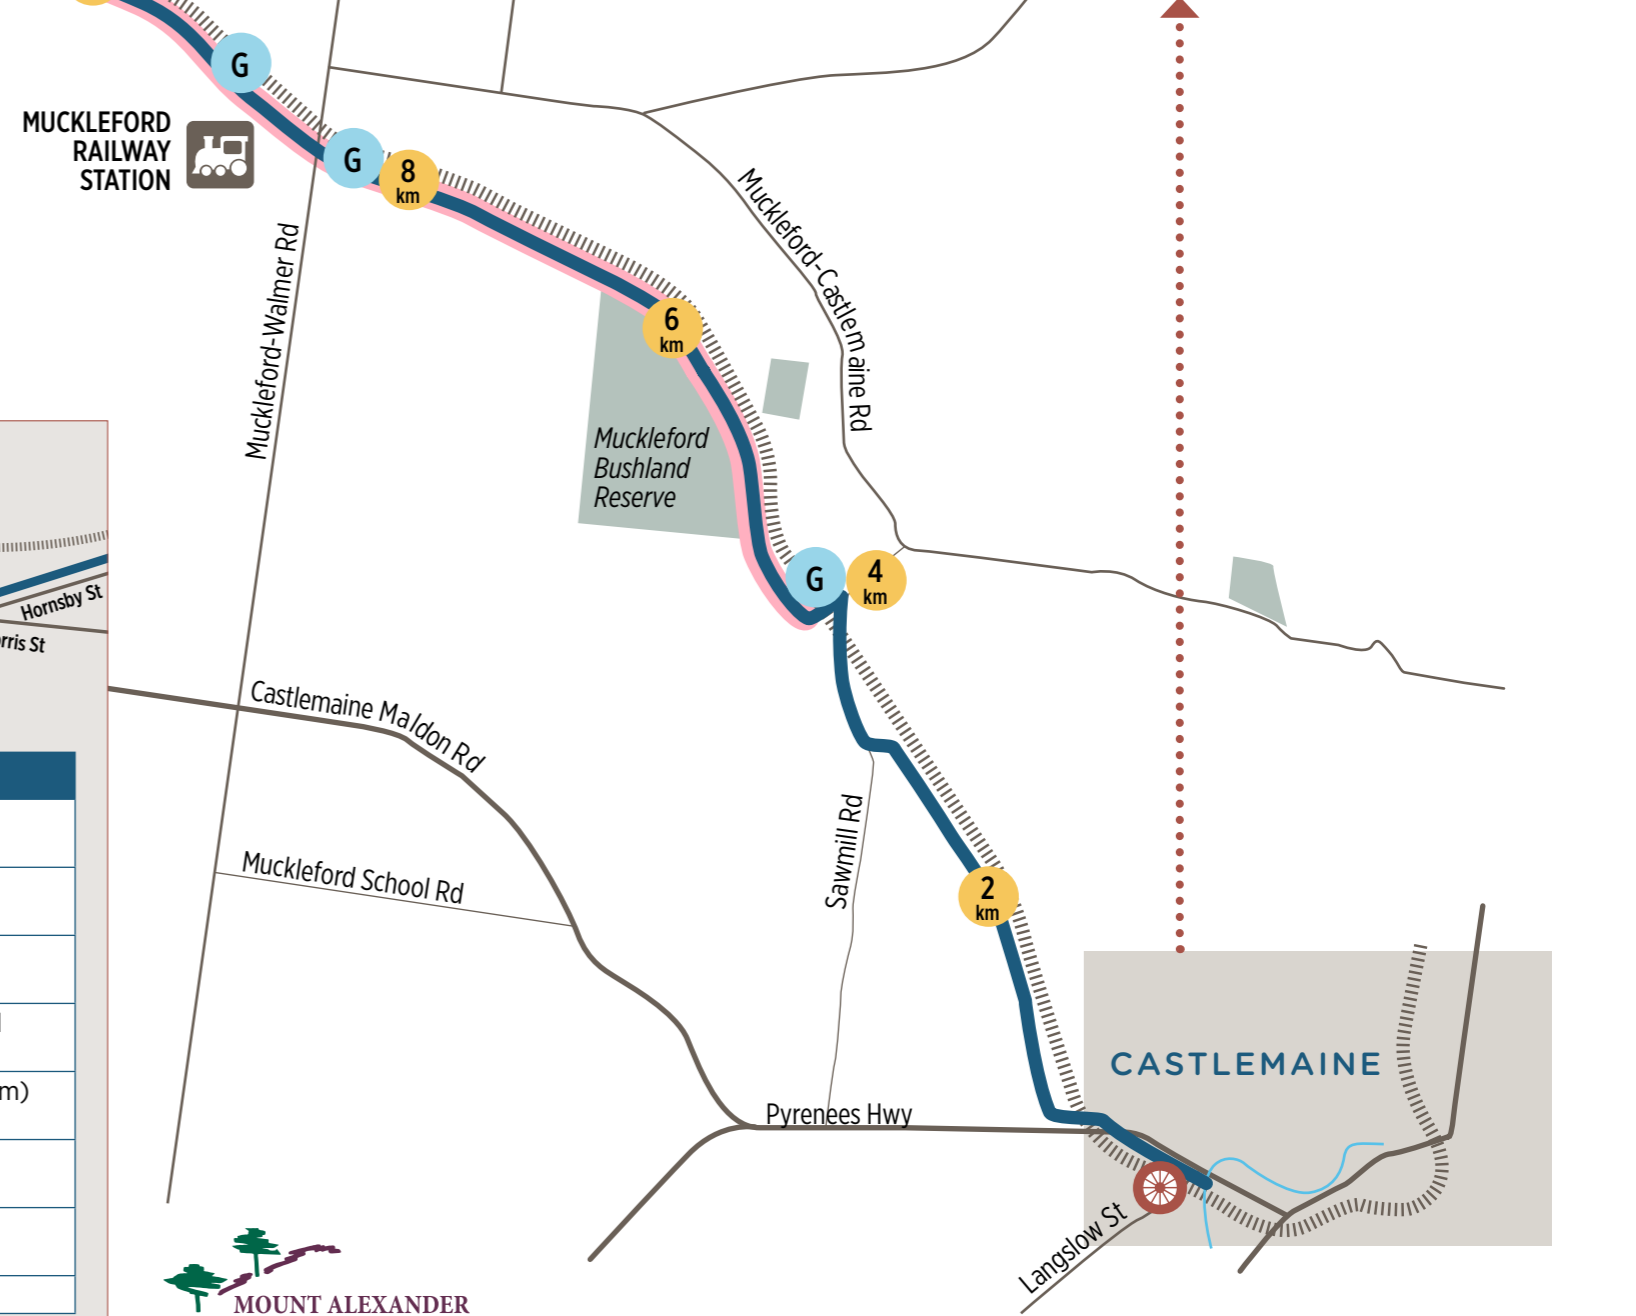 G
MUCKLEFORD
RAILWAY
STATION
G
8
km
Muckleford-Walmer Rd
Muckleford-Castlemaine Rd
6
km
Muckleford
Bushland
Reserve
G
4
km
Hornsby St
rris St
Castlemaine Maldon Rd
Muckleford School Rd
Sawmill Rd
2
km
m)
CASTLEMAINE
Pyrenees Hwy
Langslow St
MOUNT ALEXANDER